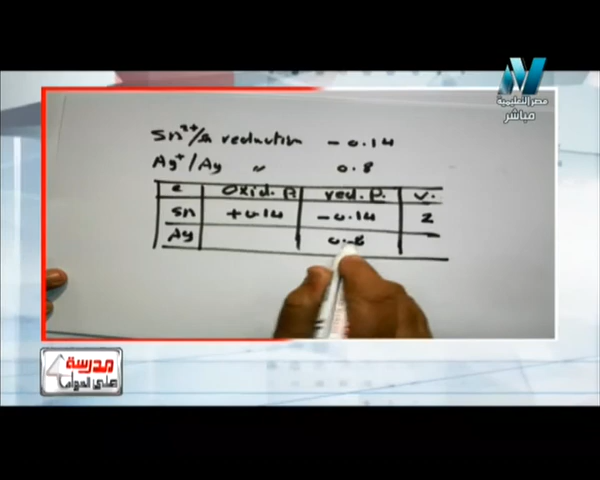 مصر التعليمية
مباشر
Sn2+/Sn reduction -0.14
Ag+/Ag " 0.8
e oxid. P red. P. V.
Sn +0.14 -0.14 2
Ag 0.8
مدرسة
على الهواء